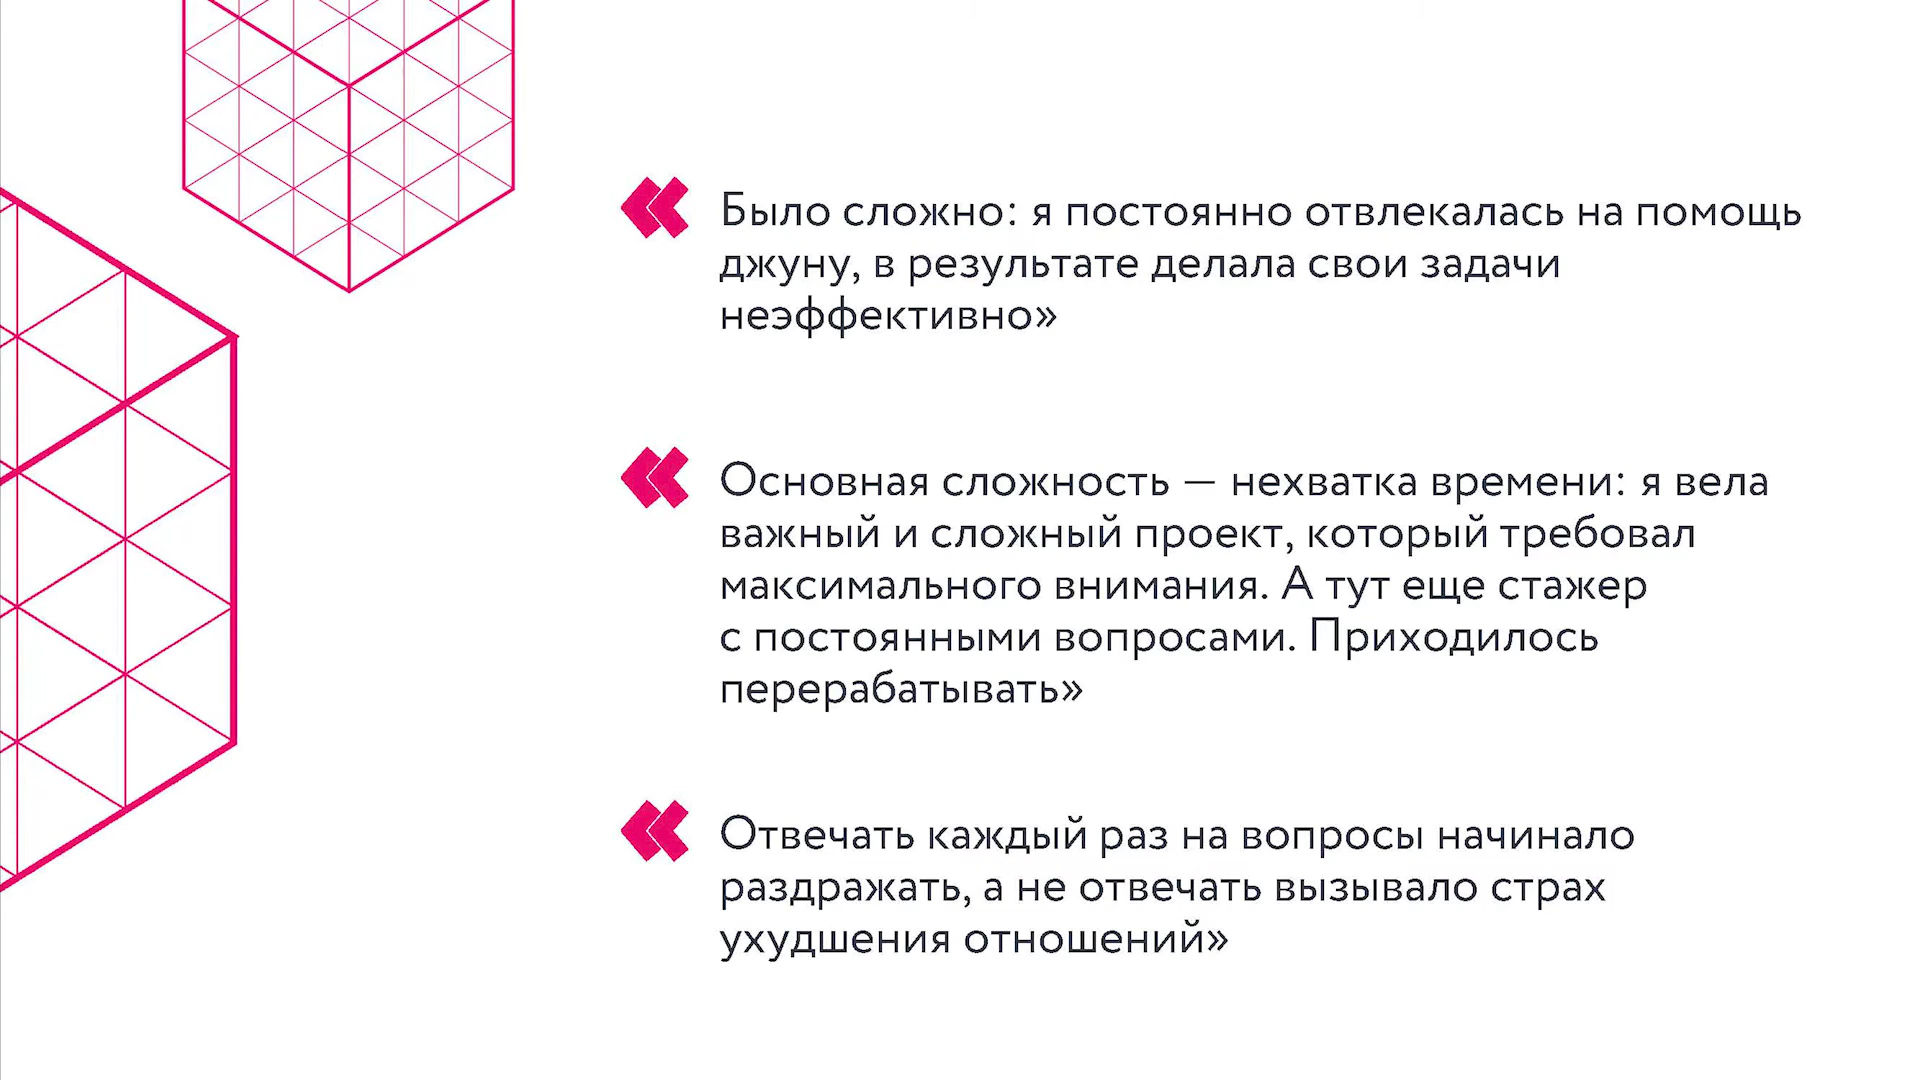 « Было сложно: я постоянно отвлекалась на помощь
джуну, в результате делала свои задачи
неэффективно»
« Основная сложность — нехватка времени: я вела
важный и сложный проект, который требовал
максимального внимания. А тут еще стажер
с постоянными вопросами. Приходилось
перерабатывать»
« Отвечать каждый раз на вопросы начинало
раздражать, а не отвечать вызывало страх
ухудшения отношений»